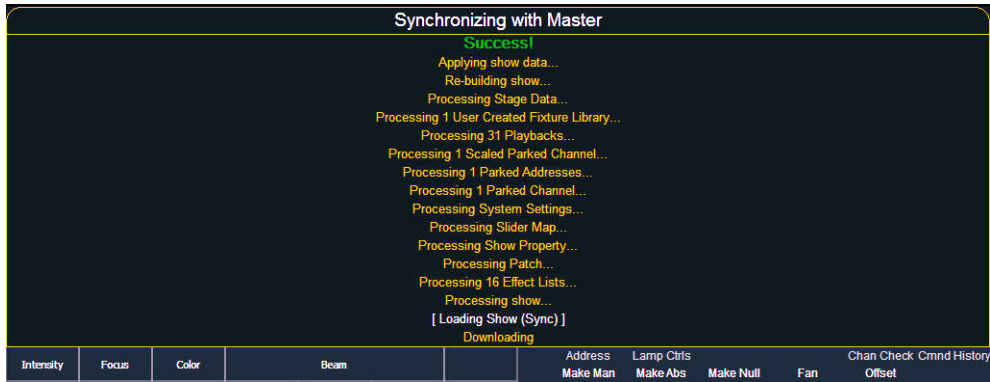 Synchronizing with Master
Success!
Applying show data...
Re-building show...
Processing Stage Data...
Processing 1 User Created Fixture Library...
Processing 31 Playbacks...
Processing 1 Scaled Parked Channel...
Processing 1 Parked Addresses...
Processing 1 Parked Channel...
Processing System Settings...
Processing Slider Map...
Processing Show Property...
Processing Patch...
Processing 16 Effect Lists...
Processing show...
[ Loading Show (Sync) ]
Downloading
Address Lamp Ctrls Chan Check Cmnd History
Intensity Focus Color Beam Make Man Make Abs Make Null Fan Offset